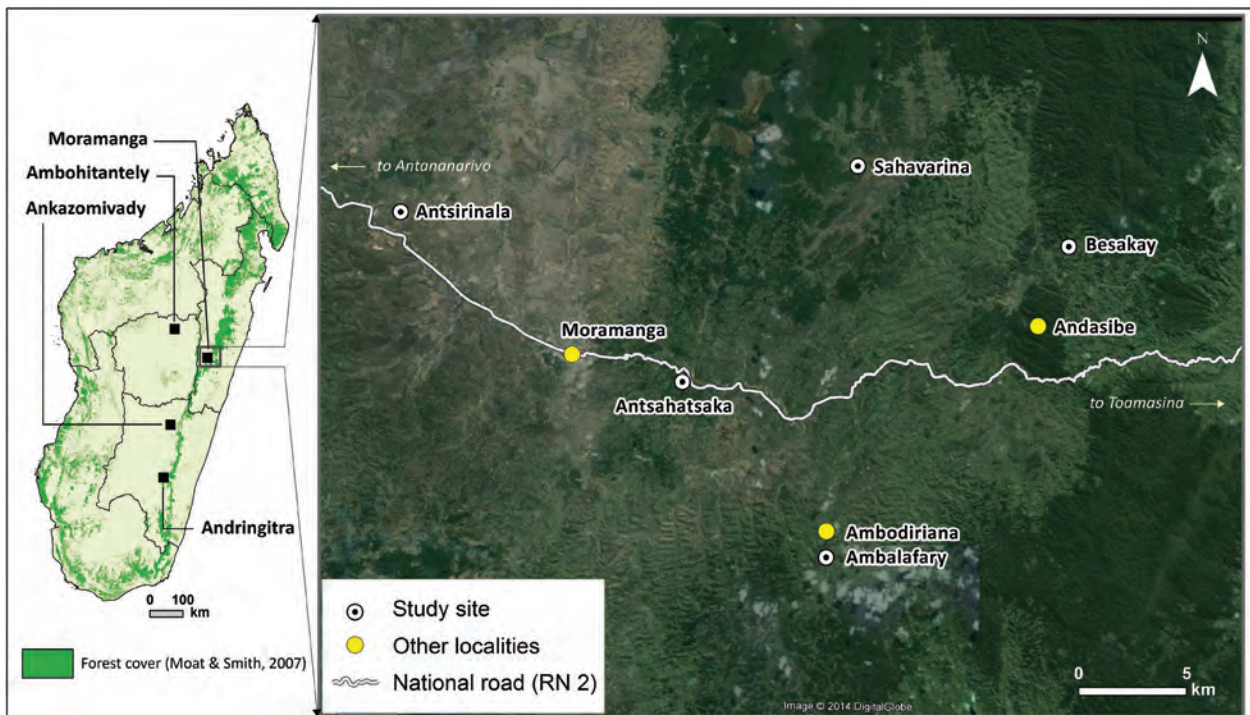 Moramanga
Ambohitantely
Ankazomivady
Andringitra
0 100
km
Forest cover (Moat & Smith, 2007)
N
to Antananarivo
Sahavarina
Antsirinala
Besakay
Moramanga
Andasibe
Antsahatsaka
to Toamasina
Ambodiriana
Ambalafary
Study site
Other localities
National road (RN 2)
0 5
km
Image © 2014 DigitalGlobe